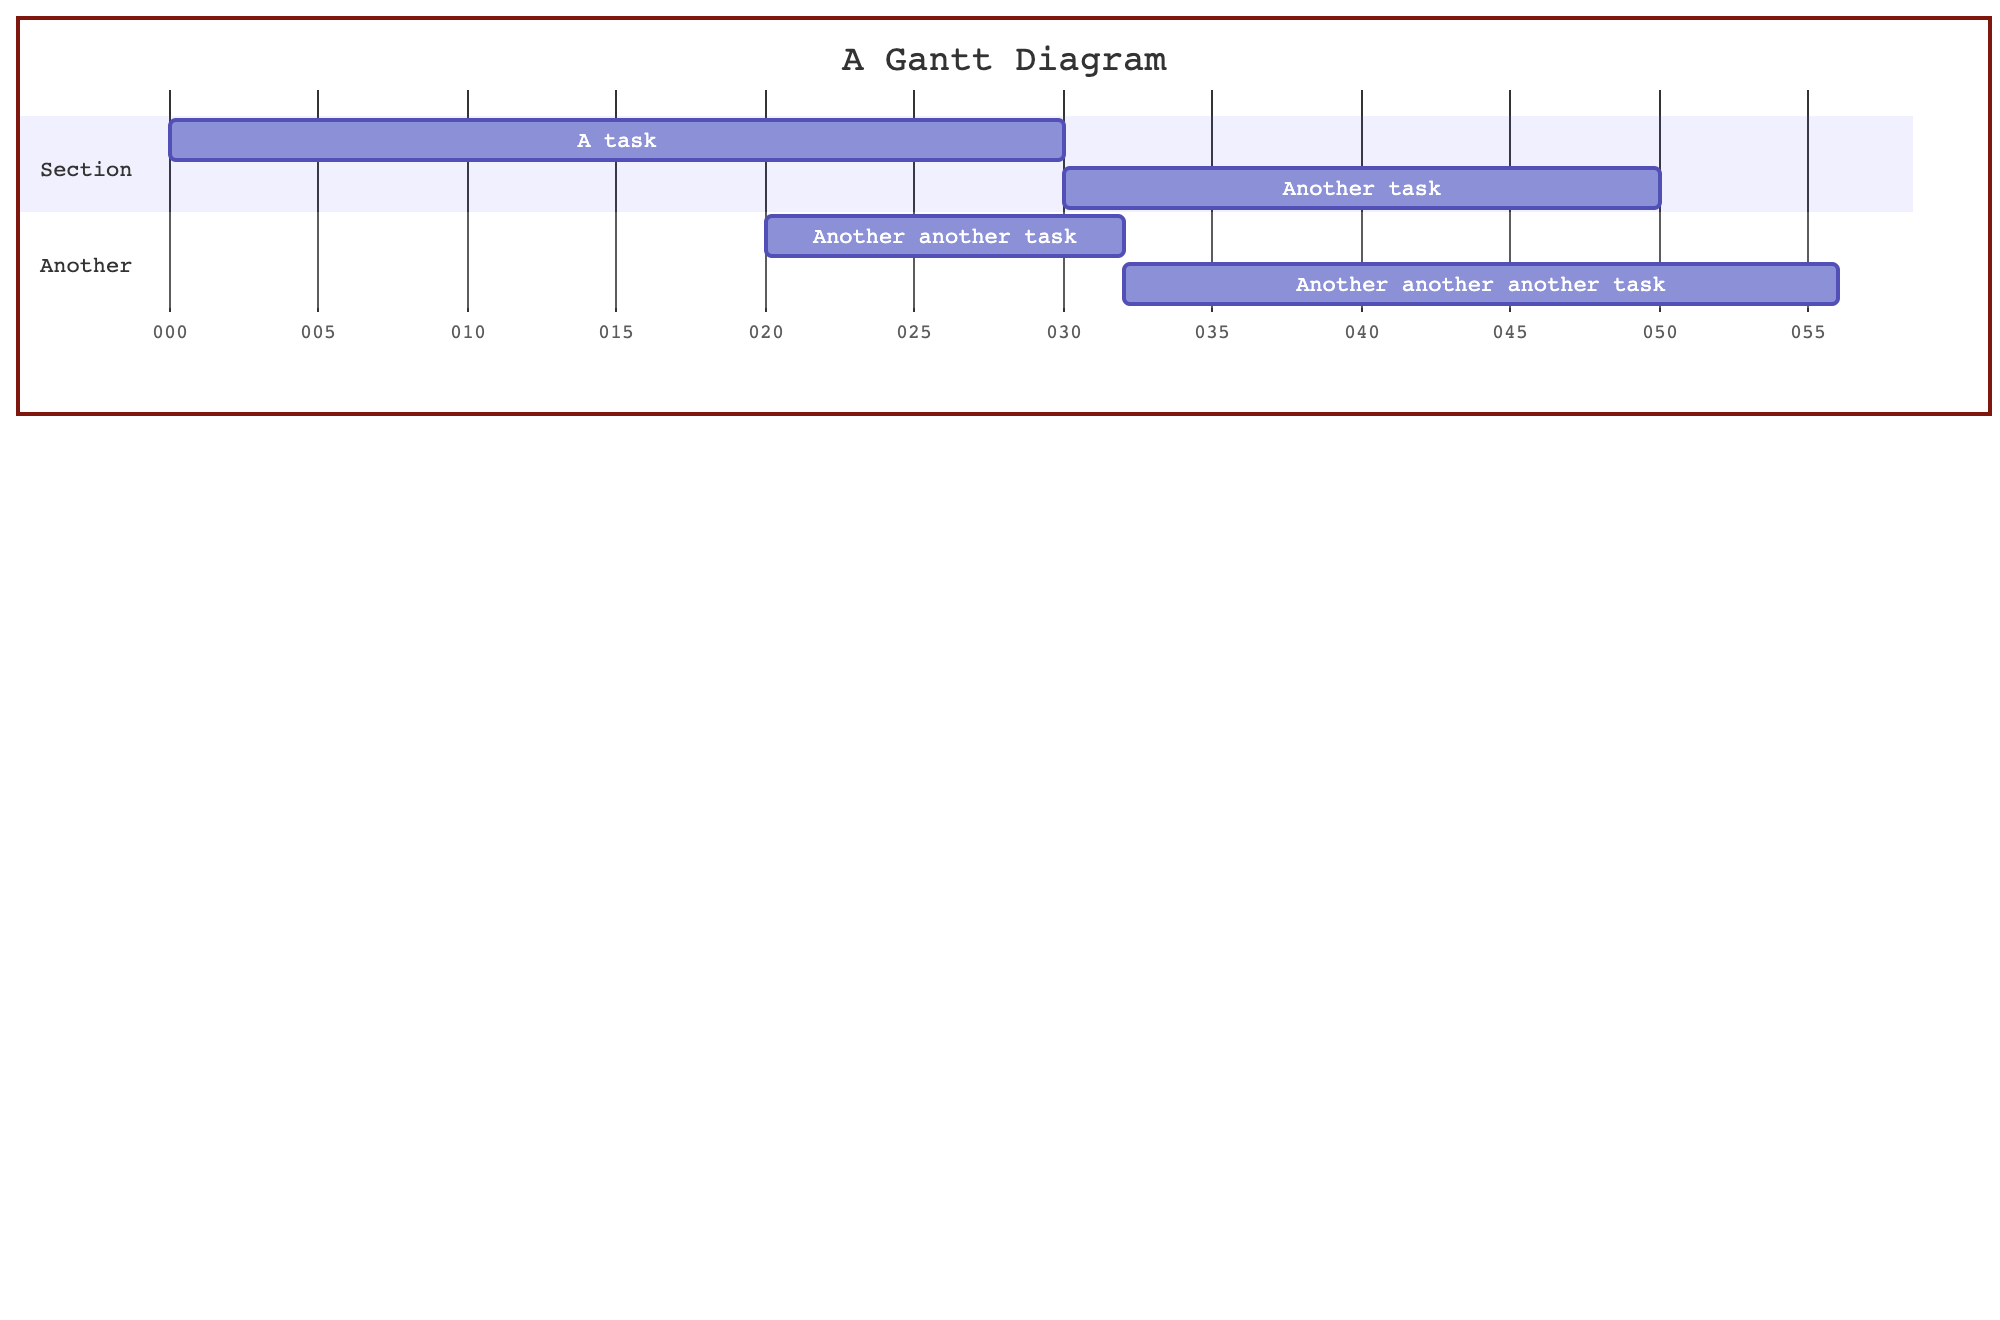 A Gantt Diagram
A task
Section
Another task
Another another task
Another
Another another another task
000 005 010 015 020 025 030 035 040 045 050 055